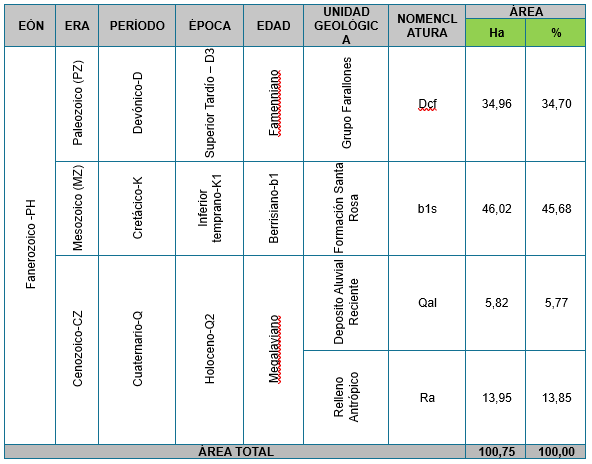 EÓN ERA PERÍODO ÉPOCA EDAD UNIDAD GEOLÓGICA NOMENCLATURA ÁREA
Ha %
Fanerozoico -PH
Paleozoico (PZ) Devónico-D Superior Tardío – D3 Famenniano Grupo Farallones Dcf 34,96 34,70
Mesozoico (MZ) Cretácico-K Inferior temprano-K1 Berrisiano-b1 Formación Santa Rosa b1s 46,02 45,68
Cenozoico-CZ Cuaternario-Q Holoceno-Q2 Megalaviano Deposito Aluvial Reciente Qal 5,82 5,77
Relleno Antrópico Ra 13,95 13,85
ÁREA TOTAL 100,75 100,00